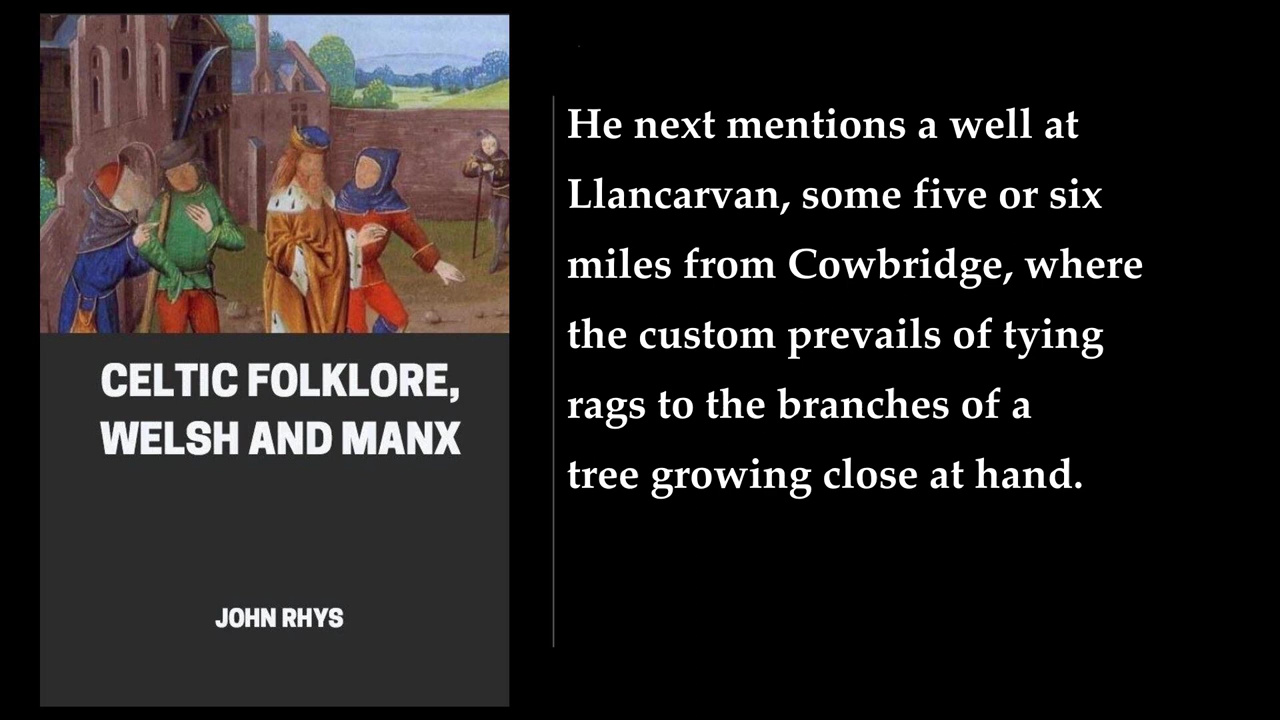 CELTIC FOLKLORE,
WELSH AND MANX
JOHN RHYS
He next mentions a well at
Llancarvan, some five or six
miles from Cowbridge, where
the custom prevails of tying
rags to the branches of a
tree growing close at hand.